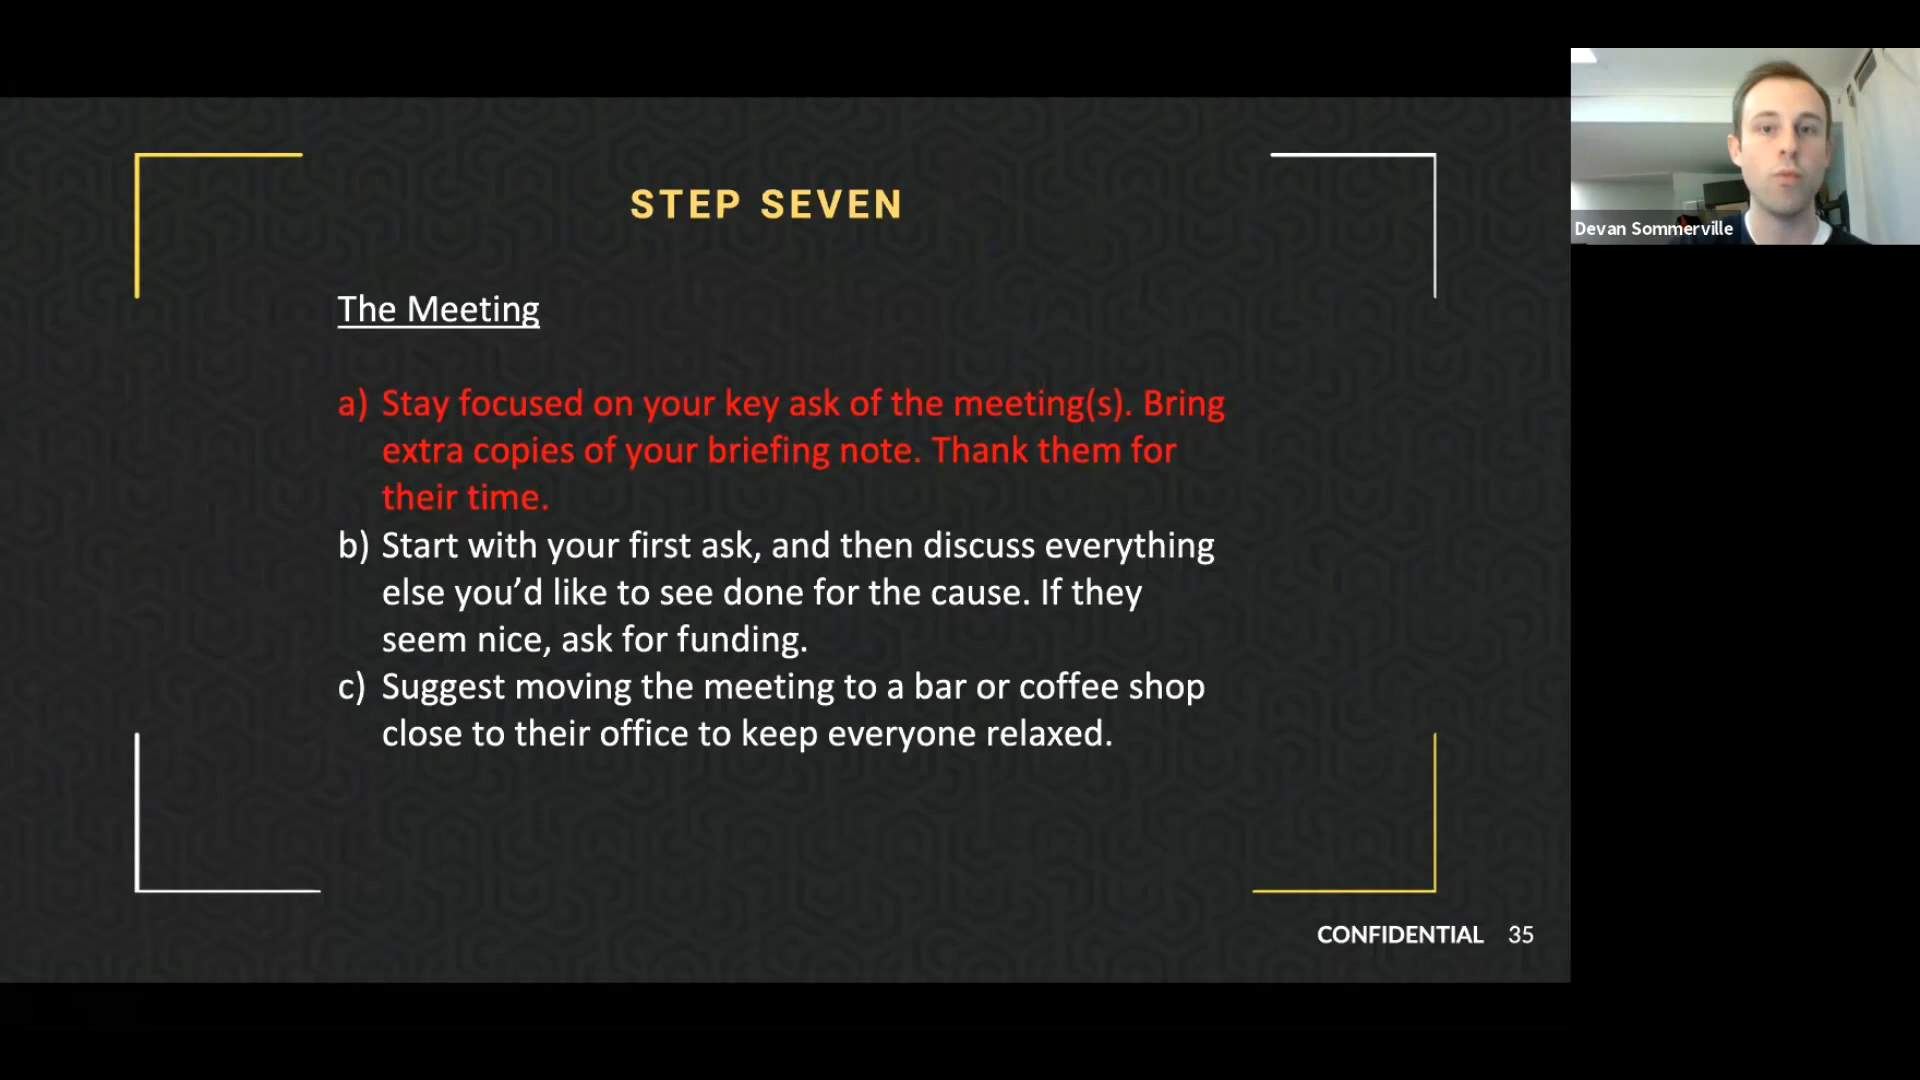 STEP SEVEN
The Meeting
a) Stay focused on your key ask of the meeting(s). Bring
extra copies of your briefing note. Thank them for
their time.
b) Start with your first ask, and then discuss everything
else you’d like to see done for the cause. If they
seem nice, ask for funding.
c) Suggest moving the meeting to a bar or coffee shop
close to their office to keep everyone relaxed.
CONFIDENTIAL 35
Devan Sommerville